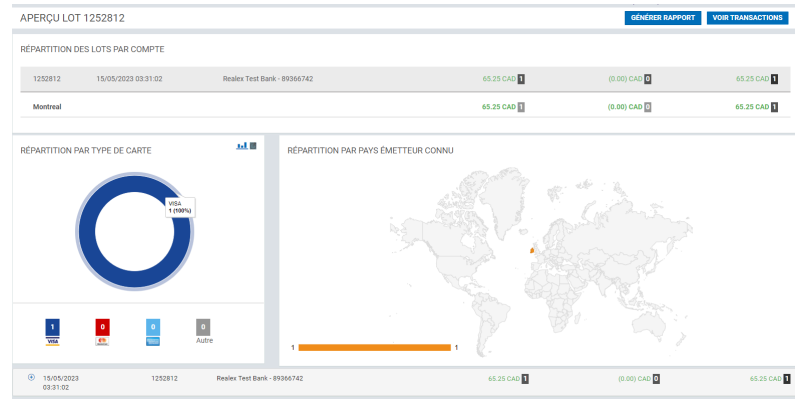 APERÇU LOT 1252812
GÉNÉRER RAPPORT
VOIR TRANSACTIONS
RÉPARTITION DES LOTS PAR COMPTE
1252812 15/05/2023 03:31:02 Realex Test Bank - 89366742 65.25 CAD 1 (0.00) CAD 0 65.25 CAD 1
Montreal 65.25 CAD 1 (0.00) CAD 0 65.25 CAD 1
RÉPARTITION PAR TYPE DE CARTE
VISA
1 (100%)
1 0 0 0
VISA Autre
RÉPARTITION PAR PAYS ÉMETTEUR CONNU
1 1
15/05/2023 1252812 Realex Test Bank - 89366742 65.25 CAD 1 (0.00) CAD 0 65.25 CAD 1
03:31:02